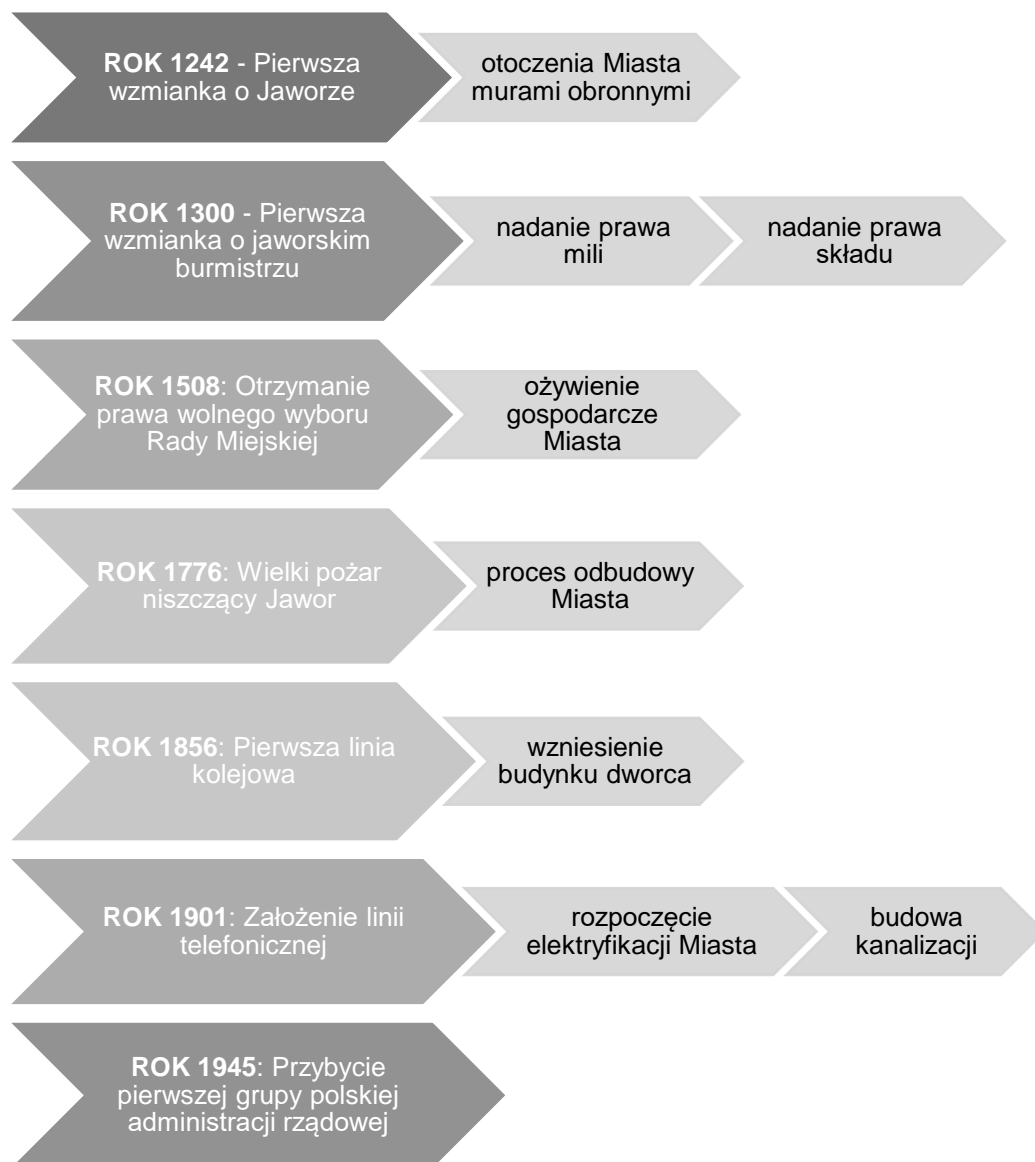 ROK 1242 - Pierwsza
wzmianka o Jaworze
otoczenia Miasta
murami obronnymi
ROK 1300 - Pierwsza
wzmianka o jaworskim
burmistrzu
nadanie prawa
mili
nadanie prawa
składu
ROK 1508: Otrzymanie
prawa wolnego wyboru
Rady Miejskiej
ożywienie
gospodarcze
Miasta
ROK 1776: Wielki pożar
niszczący Jawor
proces odbudowy
Miasta
ROK 1856: Pierwsza linia
kolejowa
wzniesienie
budynku dworca
ROK 1901: Założenie linii
telefonicznej
rozpoczęcie
elektryfikacji Miasta
budowa
kanalizacji
ROK 1945: Przybycie
pierwszej grupy polskiej
administracji rządowej